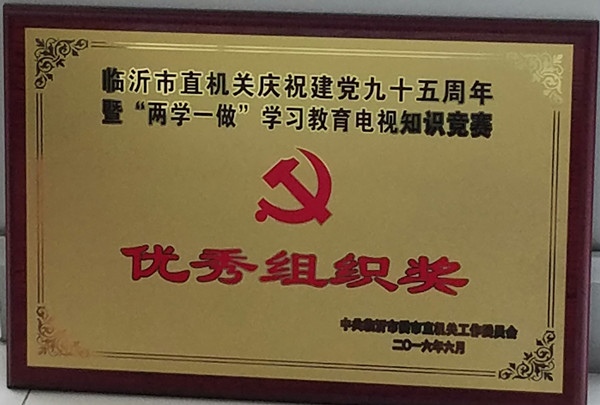 临沂市直机关庆祝建党九十五周年
暨“两学一做”学习教育电视知识竞赛
优秀组织奖
中共临沂市委市直机关工作委员会
二〇一六年六月